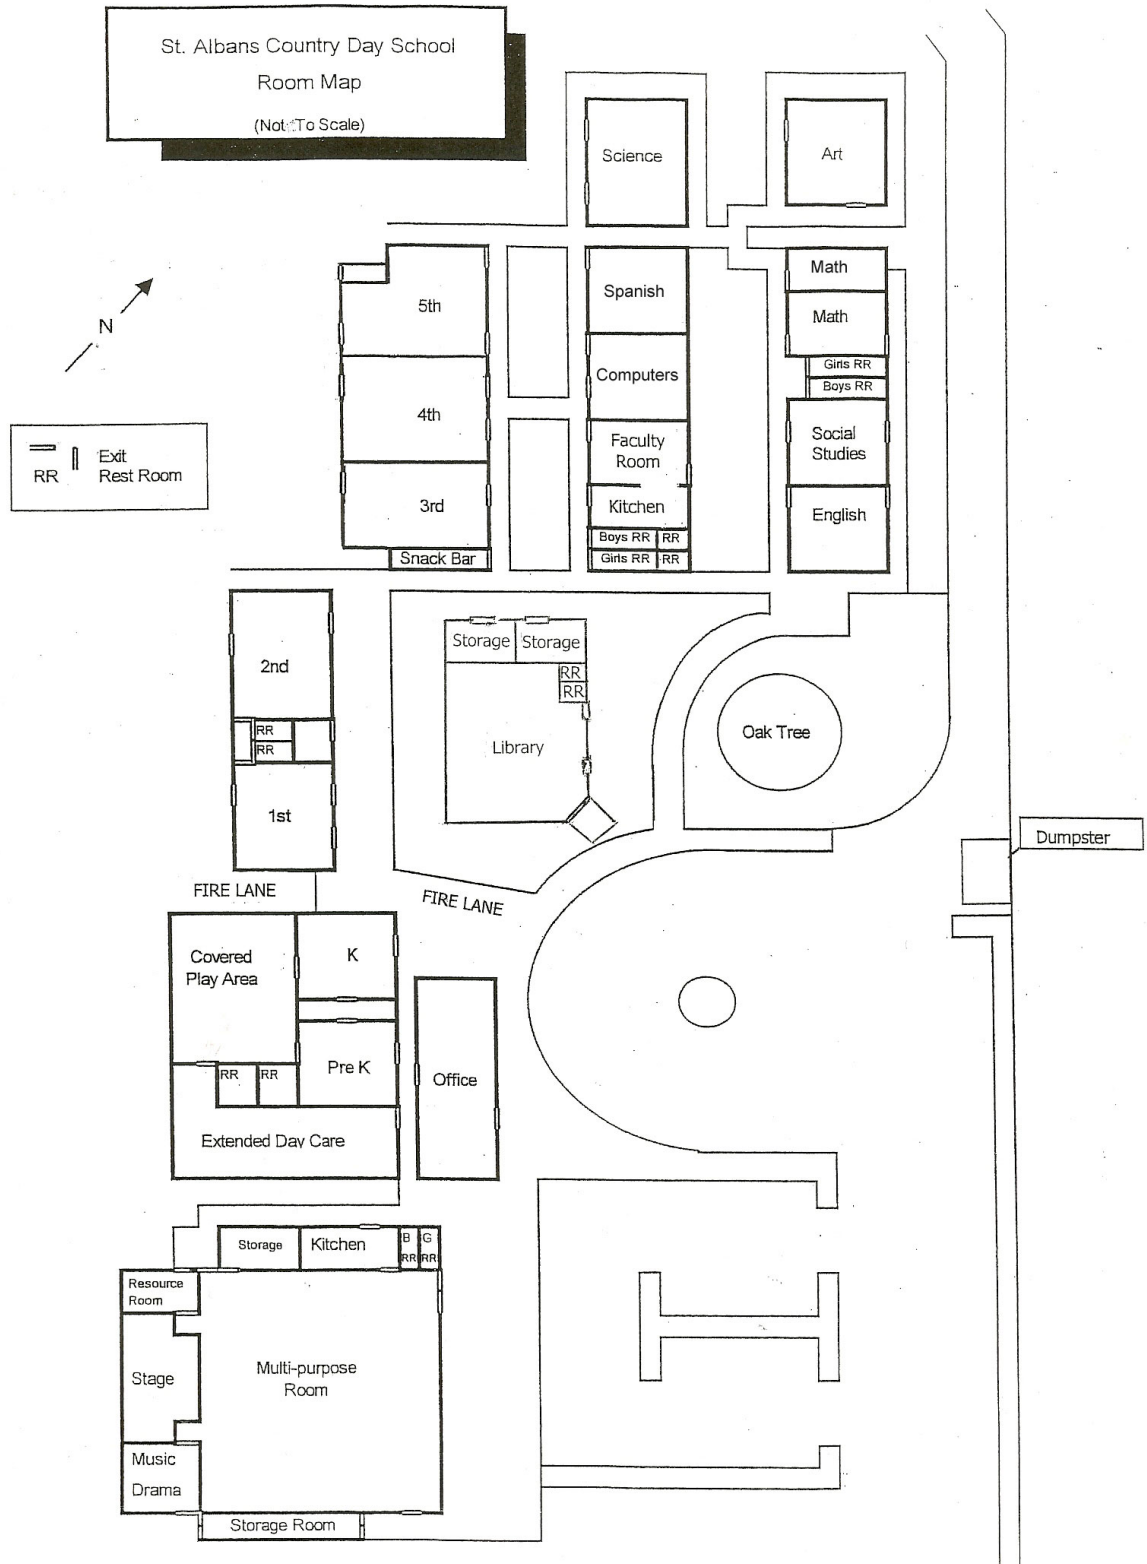 St. Albans Country Day School
Room Map
(Not To Scale)
Science
Art
N
5th
Spanish
Math
Math
4th
Computers
Girls RR
Boys RR
Exit
RR Rest Room
Faculty
Room
Social
Studies
3rd
Kitchen
English
Snack Bar
Boys RR RR
Girls RR RR
2nd
Storage Storage
RR
RR
RR
RR
Library
Oak Tree
1st
Dumpster
FIRE LANE
FIRE LANE
Covered
Play Area
K
RR RR
Pre K
Office
Extended Day Care
Storage
Kitchen
B G
RR RR
Resource
Room
Stage
Multi-purpose
Room
Music
Drama
Storage Room